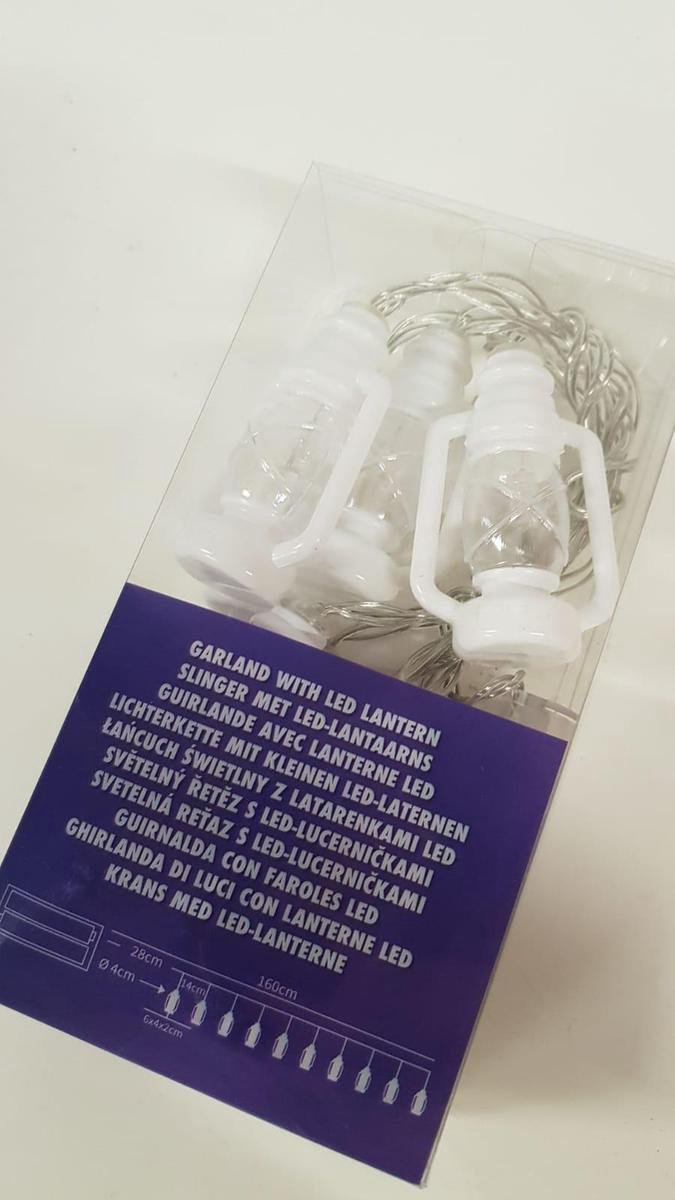 GARLAND WITH LED LANTERN
SLINGER MET LED-LANTAARNS
GUIRLANDE AVEC LANTERNE LED
LICHTERKETTE MIT KLEINEN LED-LATERNEN
ŁAŃCUCH ŚWIETLNY Z LATARENKAMI LED
SVĚTELNÝ ŘETĚZ S LED-LUCERNIČKAMI
SVETELNÁ REŤAZ S LED-LUCERNIČKAMI
GUIRNALDA CON FAROLES LED
GHIRLANDA DI LUCI CON LANTERNE LED
KRANS MED LED-LANTERNE
28cm
160cm
Ø 4cm
14cm
6x4x2cm